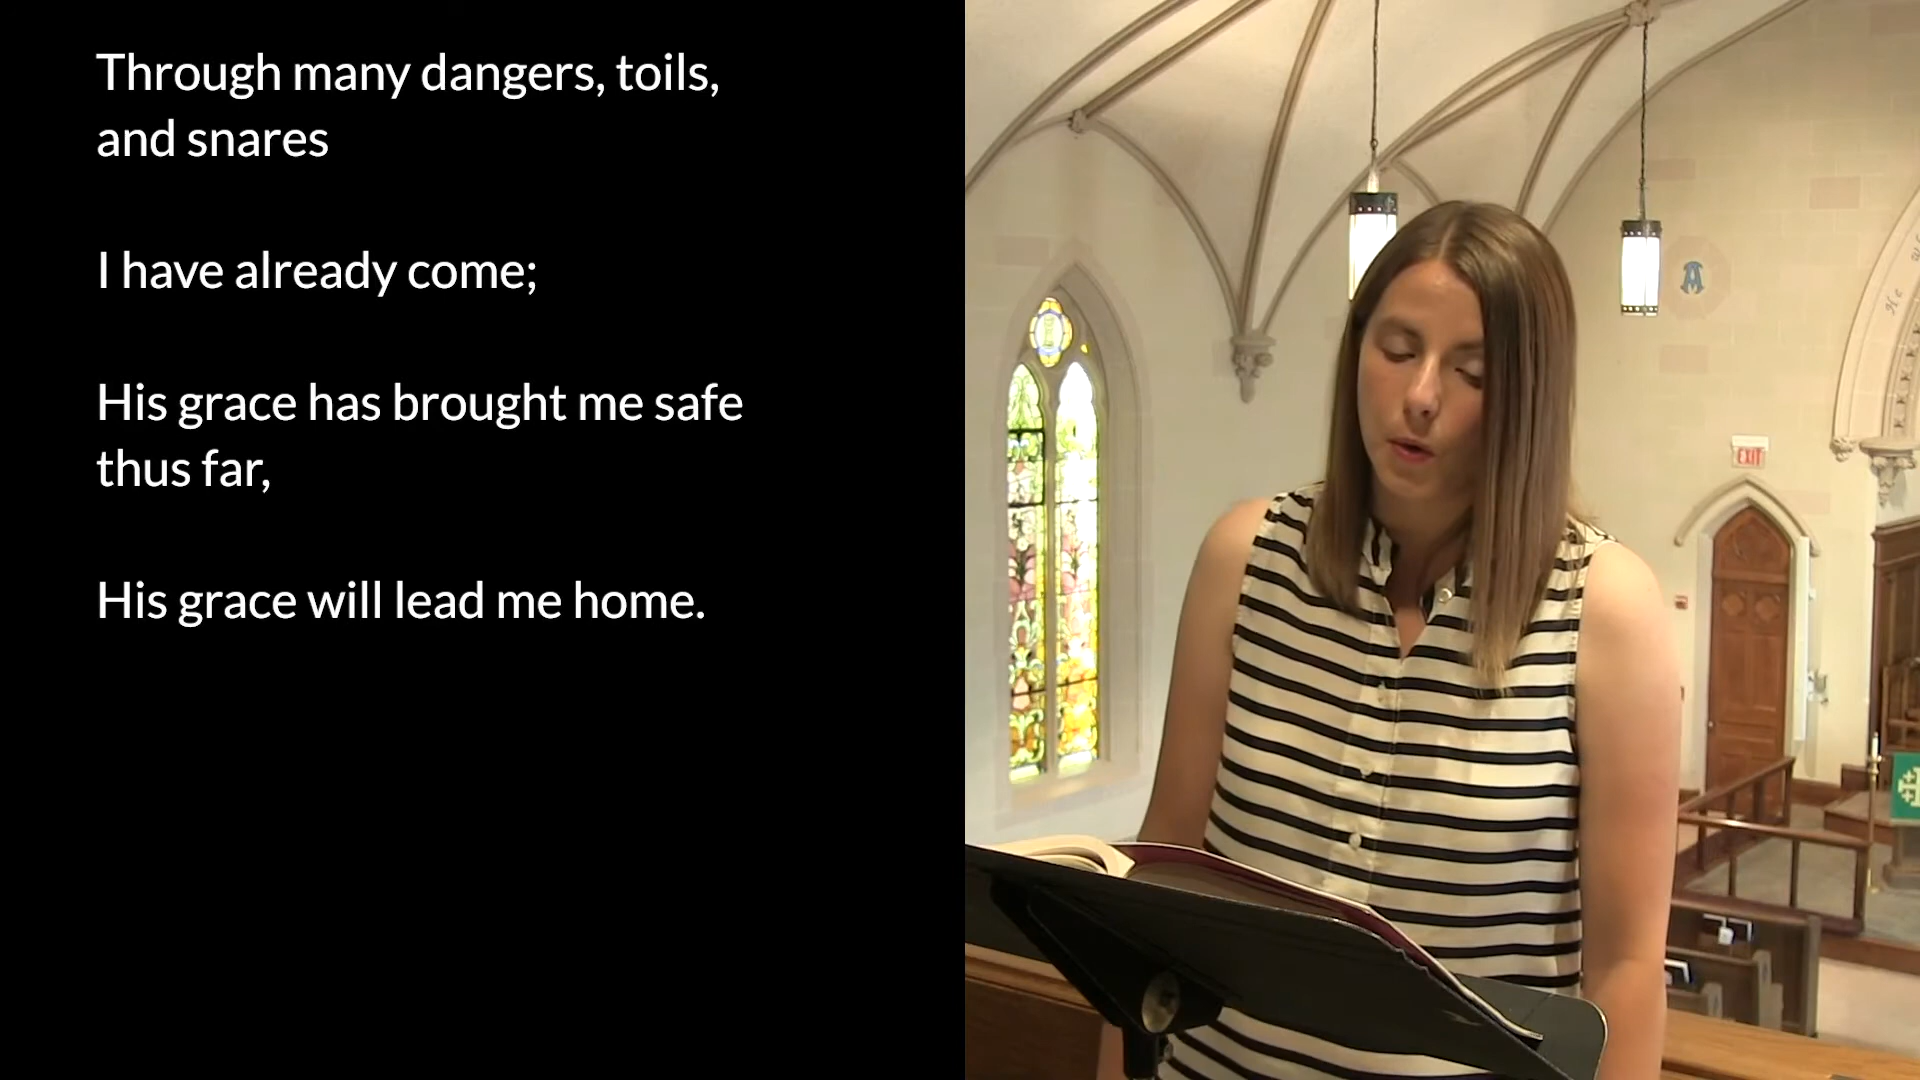 Through many dangers, toils,
and snares
I have already come;
His grace has brought me safe
thus far,
His grace will lead me home.
EXIT
He